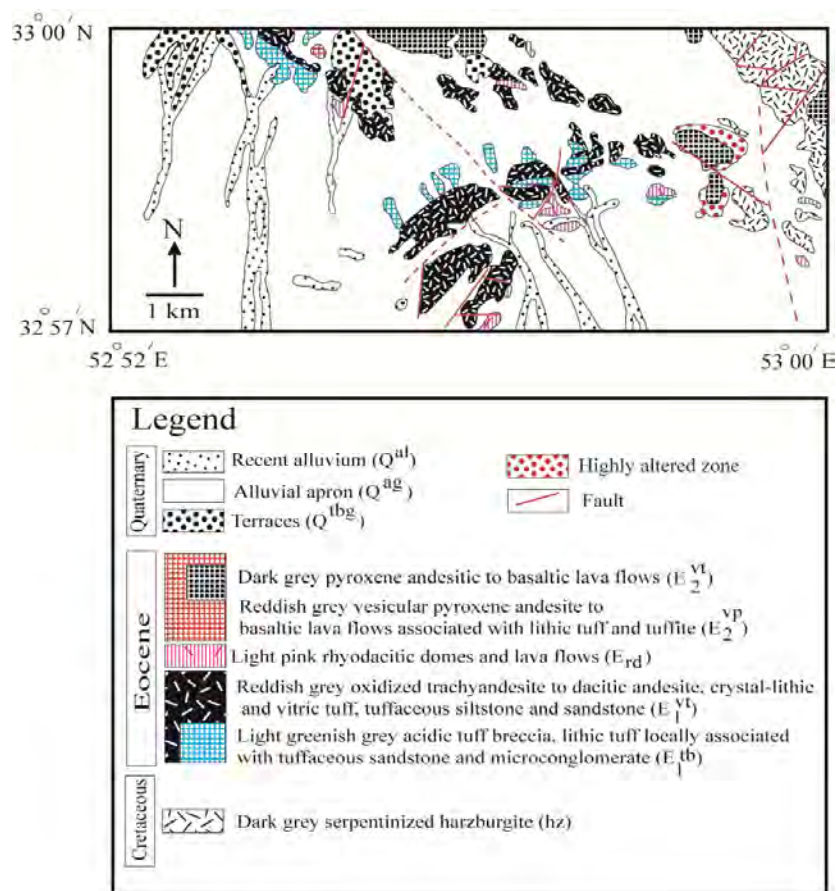 33°00' N
N
1 km
32°57' N
52°52' E
53°00' E
Legend
Quaternary
Recent alluvium (Q^al)
Alluvial apron (Q^ag)
Terraces (Q^tbg)
Highly altered zone
Fault
Eocene
Dark grey pyroxene andesitic to basaltic lava flows (E_2^vt)
Reddish grey vesicular pyroxene andesite to
basaltic lava flows associated with lithic tuff and tuffite (E_2^vp)
Light pink rhyodacitic domes and lava flows (E_rd)
Reddish grey oxidized trachyandesite to dacitic andesite, crystal-lithic
and vitric tuff, tuffaceous siltstone and sandstone (E_1^vt)
Light greenish grey acidic tuff breccia, lithic tuff locally associated
with tuffaceous sandstone and microconglomerate (E_1^tb)
Cretaceous
Dark grey serpentinized harzburgite (hz)